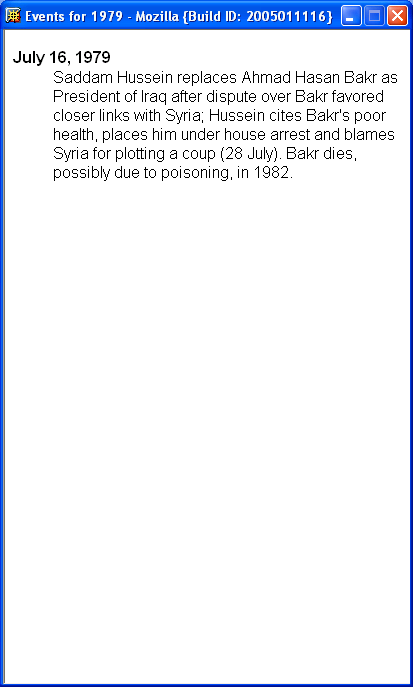 Events for 1979 - Mozilla {Build ID: 2005011116}
July 16, 1979
Saddam Hussein replaces Ahmad Hasan Bakr as
President of Iraq after dispute over Bakr favored
closer links with Syria; Hussein cites Bakr's poor
health, places him under house arrest and blames
Syria for plotting a coup (28 July). Bakr dies,
possibly due to poisoning, in 1982.